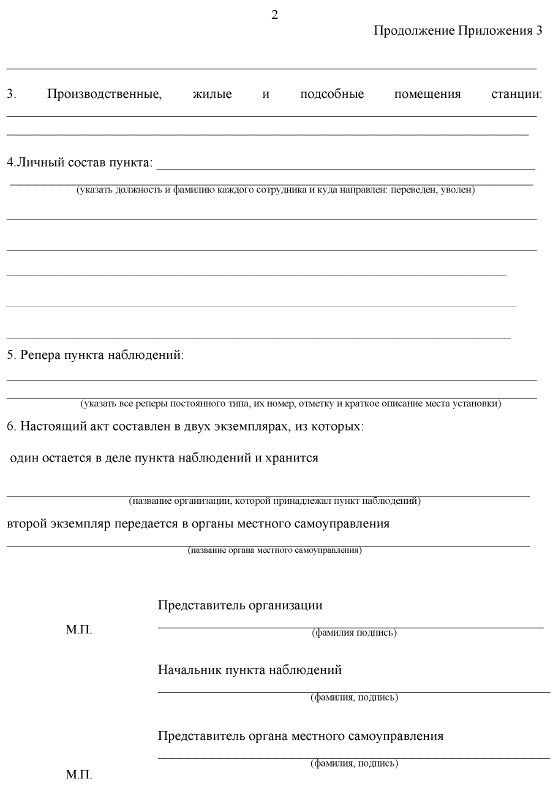 2
Продолжение Приложения 3
3. Производственные, жилые и подсобные помещения станции:
4.Личный состав пункта:
(указать должность и фамилию каждого сотрудника и куда направлен: переведен, уволен)
5. Репера пункта наблюдений:
(указать все реперы постоянного типа, их номер, отметку и краткое описание места установки)
6. Настоящий акт составлен в двух экземплярах, из которых:
один остается в деле пункта наблюдений и хранится
(название организации, которой принадлежал пункт наблюдений)
второй экземпляр передается в органы местного самоуправления
(название органа местного самоуправления)
Представитель организации
М.П.
(фамилия подпись)
Начальник пункта наблюдений
(фамилия, подпись)
Представитель органа местного самоуправления
(фамилия, подпись)
М.П.